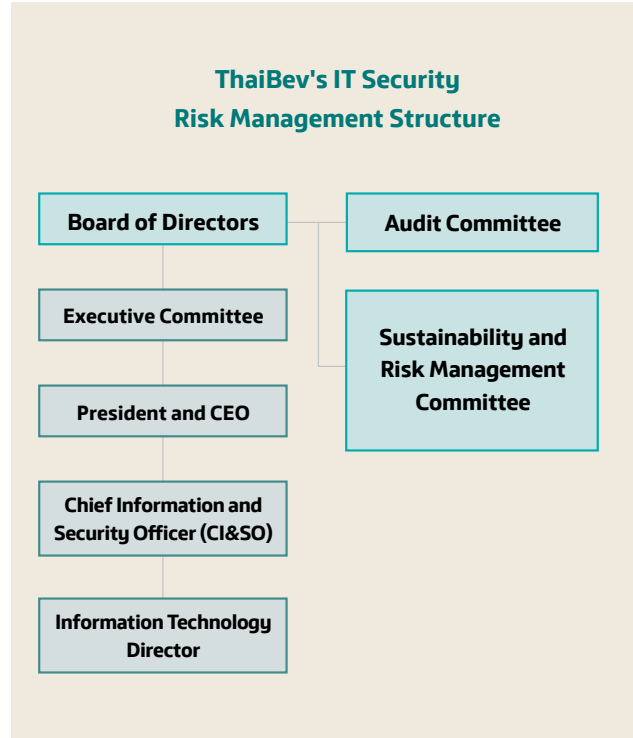 ThaiBev's IT Security
Risk Management Structure
Board of Directors
Audit Committee
Executive Committee
Sustainability and
Risk Management
Committee
President and CEO
Chief Information and
Security Officer (CI&SO)
Information Technology
Director